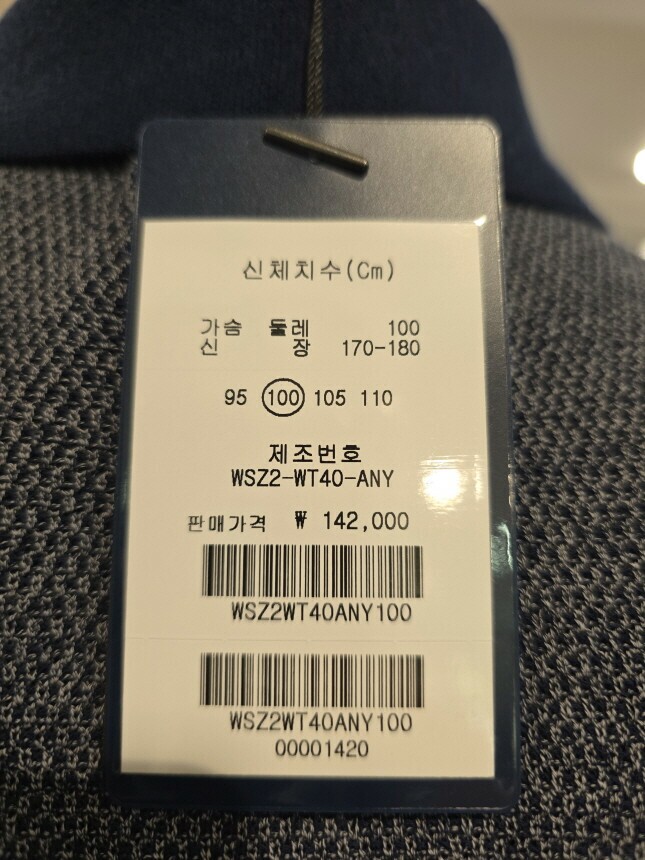 신체치수(Cm)
가슴 둘레 100
신 장 170-180
95 100 105 110
제조번호
WSZ2-WT40-ANY
판매가격 ₩ 142,000
WSZ2WT40ANY100
WSZ2WT40ANY100
00001420